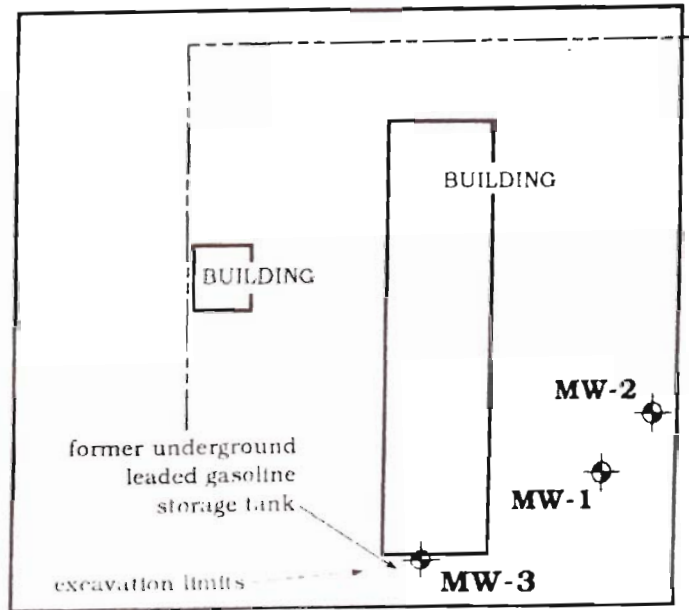 BUILDING
BUILDING
MW-2
former underground
leaded gasoline
storage tank
MW-1
excavation limits
MW-3